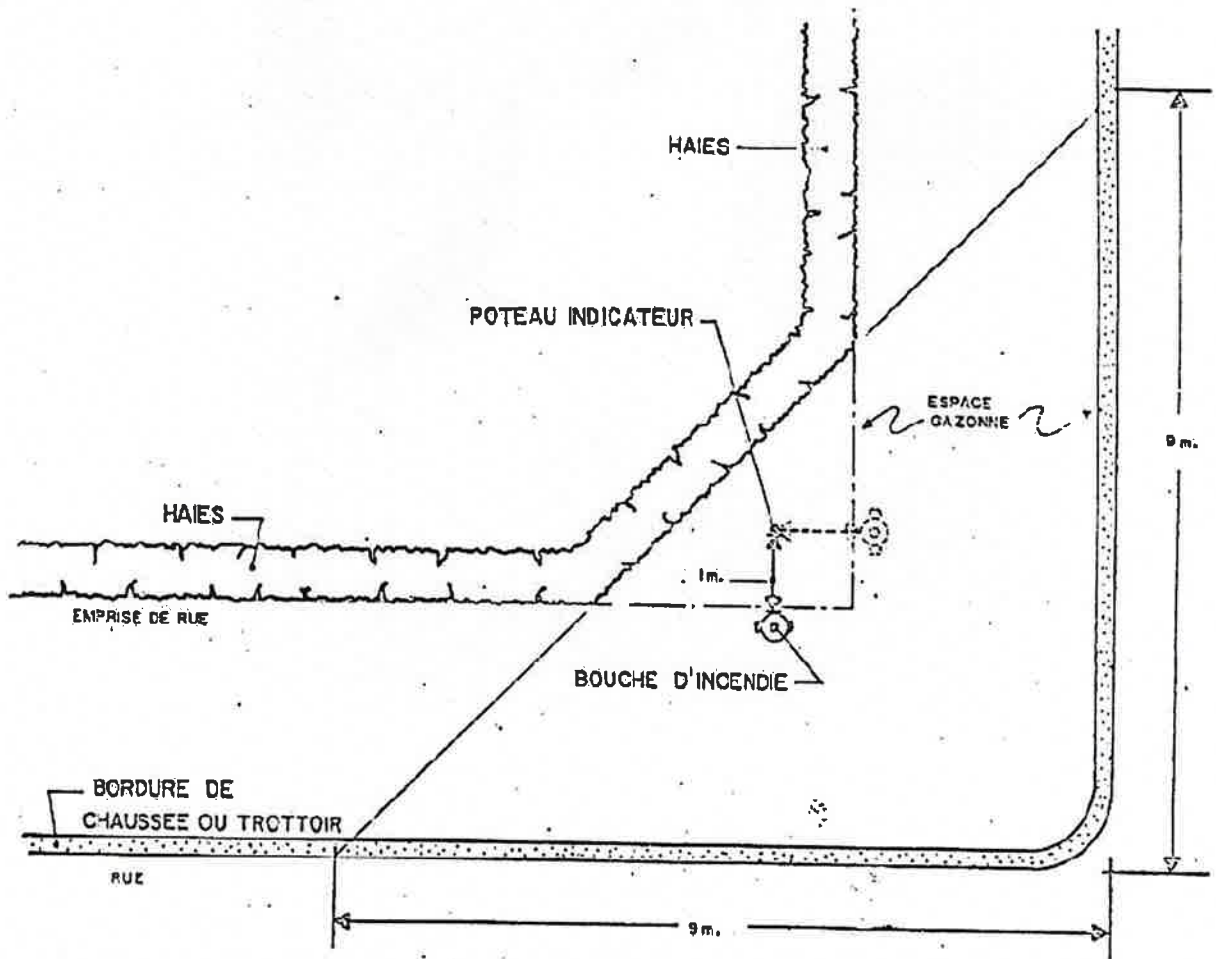 HAIES
POTEAU INDICATEUR
ESPACE
GAZONNE
9 m.
HAIES
1 m.
EMPRISE DE RUE
BOUCHE D'INCENDIE
BORDURE DE
CHAUSSEE OU TROTTOIR
RUE
9 m.